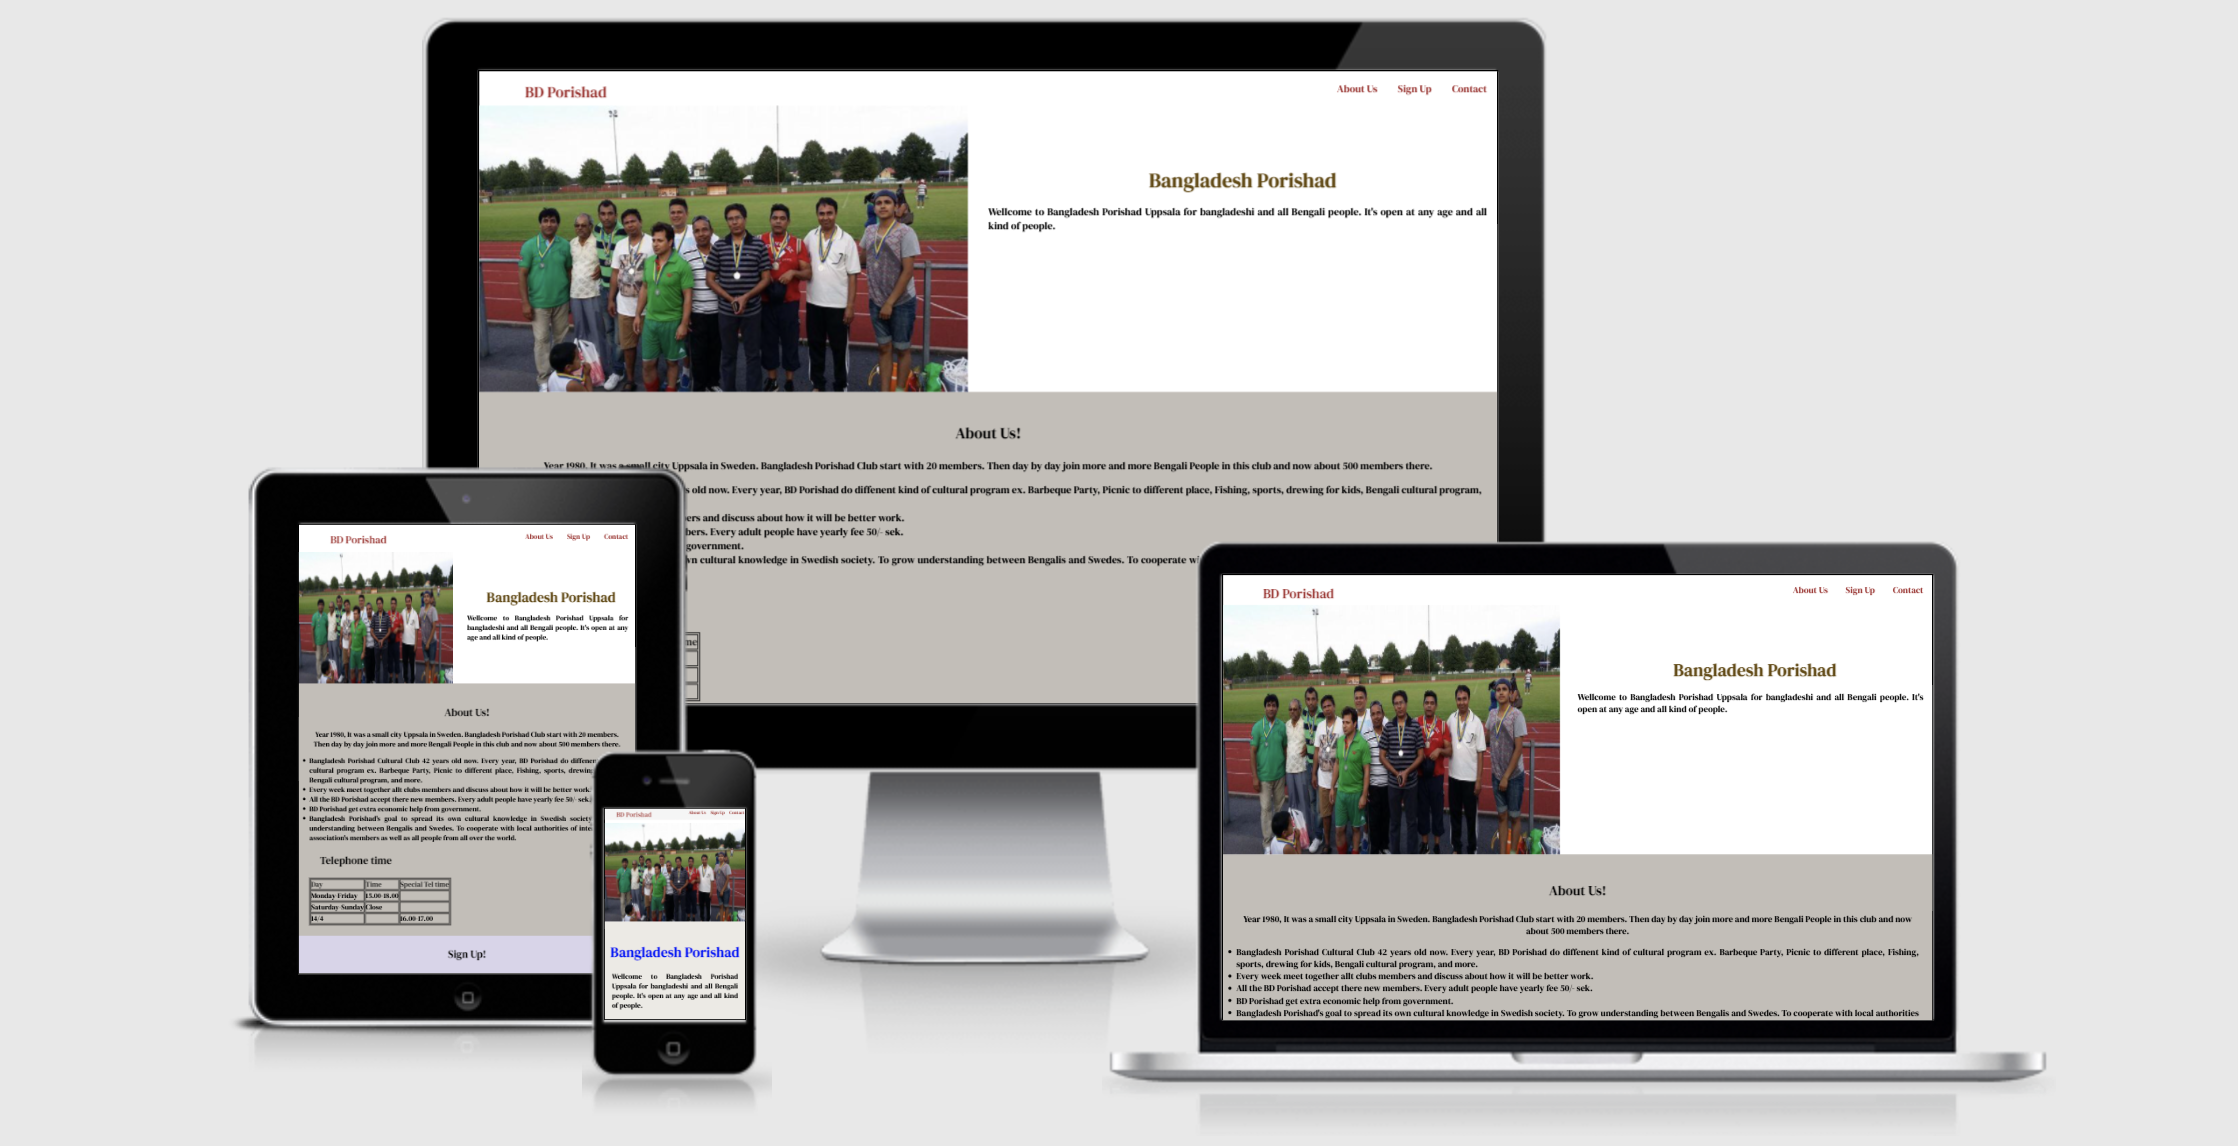 BD Porishad
About Us Sign Up Contact
Bangladesh Porishad
Wellcome to Bangladesh Porishad Uppsala for bangladeshi and all Bengali people. It's open at any age and all
kind of people.
About Us!
Year 1980, It was a small city Uppsala in Sweden. Bangladesh Porishad Club start with 20 members. Then day by day join more and more Bengali People in this club and now about 500 members there.
s old now. Every year, BD Porishad do diffenent kind of cultural program ex. Barbeque Party, Picnic to different place, Fishing, sports, drewing for kids, Bengali cultural program,
ers and discuss about how it will be better work.
bers. Every adult people have yearly fee 50/- sek.
government.
vn cultural knowledge in Swedish society. To grow understanding between Bengalis and Swedes. To cooperate w
ne
BD Porishad
About Us Sign Up Contact
Bangladesh Porishad
Wellcome to Bangladesh Porishad Uppsala for
bangladeshi and all Bengali people. It's open at any
age and all kind of people.
About Us!
Year 1980, It was a small city Uppsala in Sweden. Bangladesh Porishad Club start with 20 members.
Then day by day join more and more Bengali People in this club and now about 500 members there.
• Bangladesh Porishad Cultural Club 42 years old now. Every year, BD Porishad do diffenen
cultural program ex. Barbeque Party, Picnic to different place, Fishing, sports, drewin
Bengali cultural program, and more.
• Every week meet together allt clubs members and discuss about how it will be better work.
• All the BD Porishad accept there new members. Every adult people have yearly fee 50/- sek.
• BD Porishad get extra economic help from government.
• Bangladesh Porishad's goal to spread its own cultural knowledge in Swedish society
understanding between Bengalis and Swedes. To cooperate with local authorities of inte
association's members as well as all people from all over the world.
Telephone time
Day Time Special Tel time
Monday-Friday 15.00-18.00
Saturday-Sunday Close
14/4 16.00-17.00
Sign Up!
BD Porishad
About Us Sign Up Contact
Bangladesh Porishad
Wellcome to Bangladesh Porishad
Uppsala for bangladeshi and all Bengali
people. It's open at any age and all kind
of people.
BD Porishad
About Us Sign Up Contact
Bangladesh Porishad
Wellcome to Bangladesh Porishad Uppsala for bangladeshi and all Bengali people. It's
open at any age and all kind of people.
About Us!
Year 1980, It was a small city Uppsala in Sweden. Bangladesh Porishad Club start with 20 members. Then day by day join more and more Bengali People in this club and now
about 500 members there.
• Bangladesh Porishad Cultural Club 42 years old now. Every year, BD Porishad do diffenent kind of cultural program ex. Barbeque Party, Picnic to different place, Fishing,
sports, drewing for kids, Bengali cultural program, and more.
• Every week meet together allt clubs members and discuss about how it will be better work.
• All the BD Porishad accept there new members. Every adult people have yearly fee 50/- sek.
• BD Porishad get extra economic help from government.
• Bangladesh Porishad's goal to spread its own cultural knowledge in Swedish society. To grow understanding between Bengalis and Swedes. To cooperate with local authorities